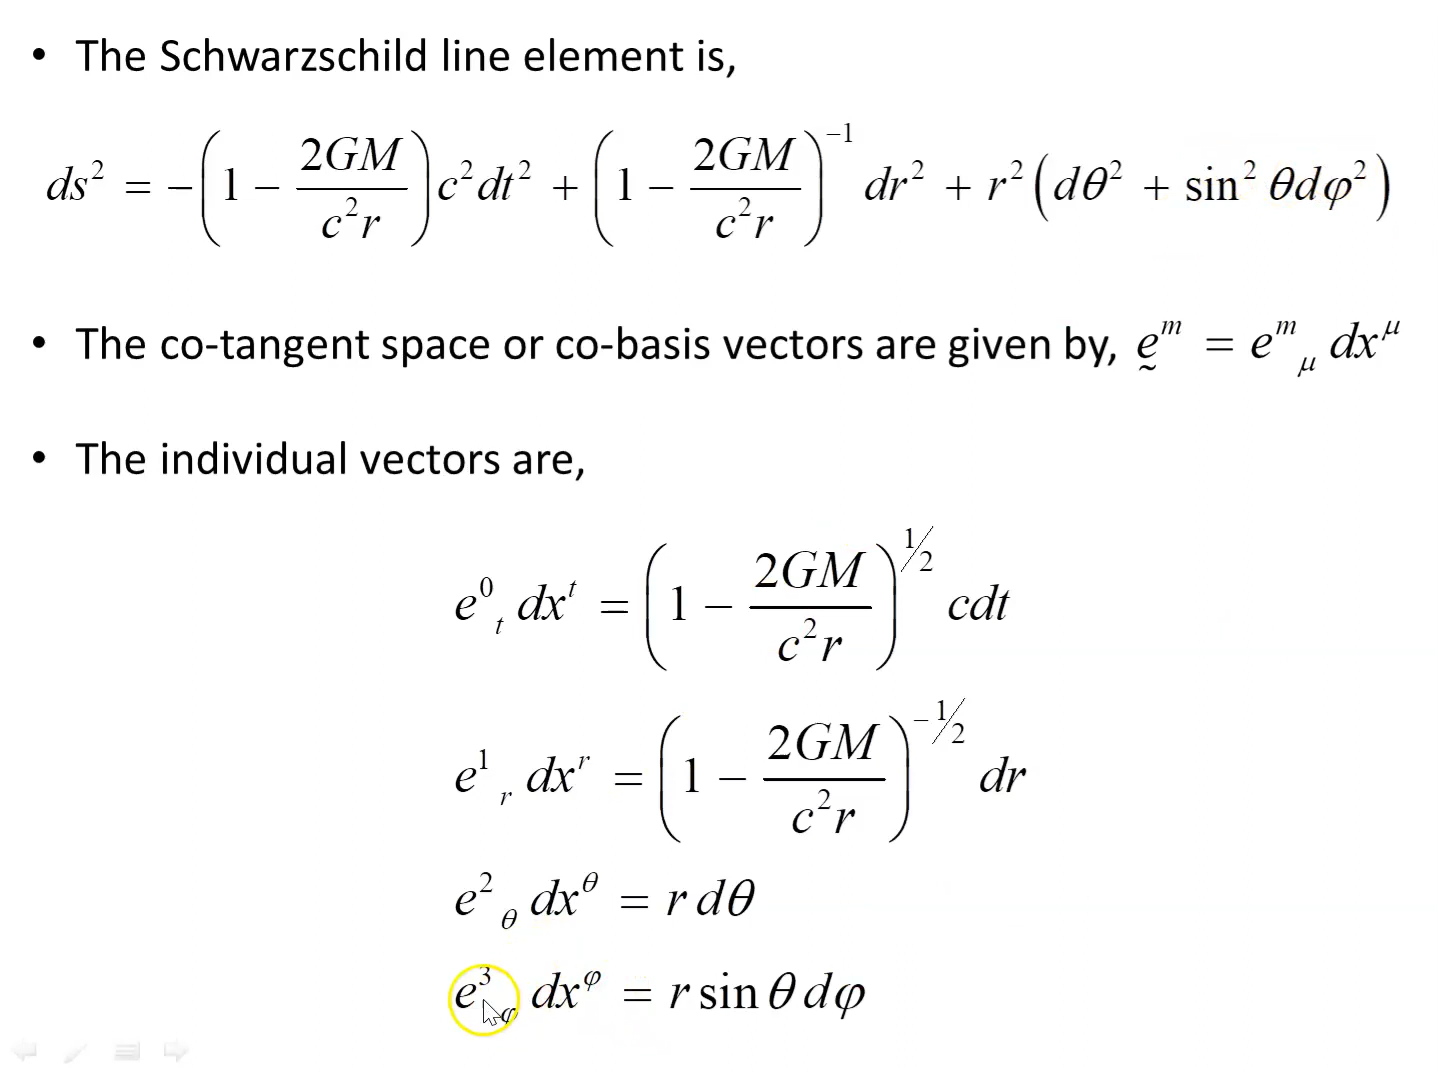 • The Schwarzschild line element is,
ds² = −(1 − 2GM/c²r)c²dt² + (1 − 2GM/c²r)⁻¹ dr² + r²(dθ² + sin² θdφ²)
• The co-tangent space or co-basis vectors are given by, ḛ^m = e^m_μ dx^μ
• The individual vectors are,
e⁰_t dx^t = (1 − 2GM/c²r)^(1/2) cdt
e¹_r dx^r = (1 − 2GM/c²r)^(−1/2) dr
e²_θ dx^θ = r dθ
e³_φ dx^φ = r sin θ dφ